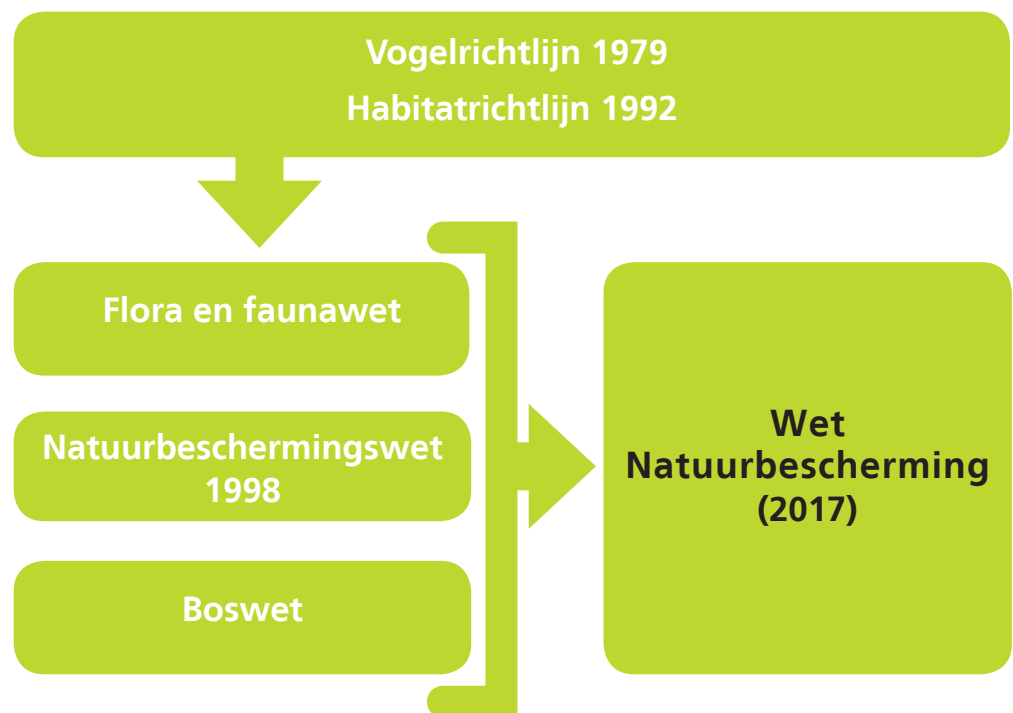 Vogelrichtlijn 1979
Habitatrichtlijn 1992
Flora en faunawet
Natuurbeschermingswet
1998
Boswet
Wet
Natuurbescherming
(2017)